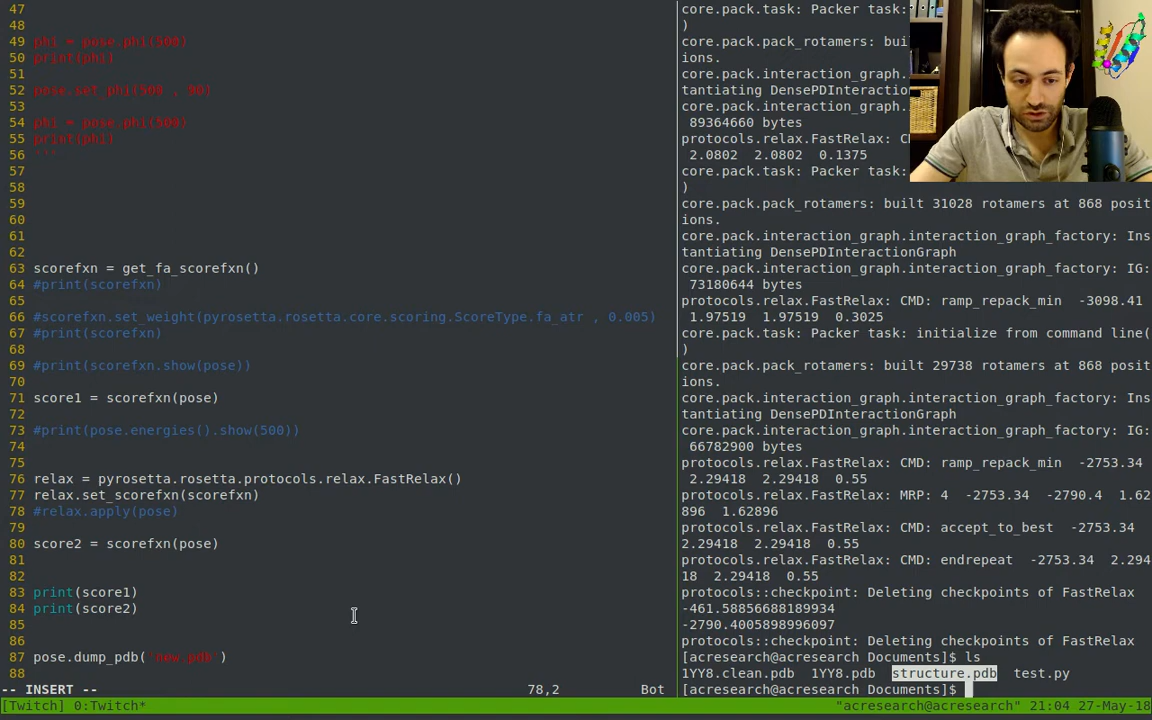 47
48
49 phi = pose.phi(500)
50 print(phi)
51
52 pose.set_phi(500 , 90)
53
54 phi = pose.phi(500)
55 print(phi)
56 '''
57
58
59
60
61
62
63 scorefxn = get_fa_scorefxn()
64 #print(scorefxn)
65
66 #scorefxn.set_weight(pyrosetta.rosetta.core.scoring.ScoreType.fa_atr , 0.005)
67 #print(scorefxn)
68
69 #print(scorefxn.show(pose))
70
71 score1 = scorefxn(pose)
72
73 #print(pose.energies().show(500))
74
75
76 relax = pyrosetta.rosetta.protocols.relax.FastRelax()
77 relax.set_scorefxn(scorefxn)
78 #relax.apply(pose)
79
80 score2 = scorefxn(pose)
81
82
83 print(score1)
84 print(score2)
85
86
87 pose.dump_pdb('new.pdb')
88
-- INSERT -- 78,2 Bot
core.pack.task: Packer task:
)
core.pack.pack_rotamers: bui
ions.
core.pack.interaction_graph.
tantiating DensePDInteraction
core.pack.interaction_graph.
89364660 bytes
protocols.relax.FastRelax: CM
2.0802 2.0802 0.1375
core.pack.task: Packer task:
)
core.pack.pack_rotamers: built 31028 rotamers at 868 posit
ions.
core.pack.interaction_graph.interaction_graph_factory: Ins
tantiating DensePDInteractionGraph
core.pack.interaction_graph.interaction_graph_factory: IG:
73180644 bytes
protocols.relax.FastRelax: CMD: ramp_repack_min -3098.41
1.97519 1.97519 0.3025
core.pack.task: Packer task: initialize from command line(
)
core.pack.pack_rotamers: built 29738 rotamers at 868 posit
ions.
core.pack.interaction_graph.interaction_graph_factory: Ins
tantiating DensePDInteractionGraph
core.pack.interaction_graph.interaction_graph_factory: IG:
66782900 bytes
protocols.relax.FastRelax: CMD: ramp_repack_min -2753.34
2.29418 2.29418 0.55
protocols.relax.FastRelax: MRP: 4 -2753.34 -2790.4 1.62
896 1.62896
protocols.relax.FastRelax: CMD: accept_to_best -2753.34
2.29418 2.29418 0.55
protocols.relax.FastRelax: CMD: endrepeat -2753.34 2.294
18 2.29418 0.55
protocols::checkpoint: Deleting checkpoints of FastRelax
-461.58856688189934
-2790.4005898996097
protocols::checkpoint: Deleting checkpoints of FastRelax
[acresearch@acresearch Documents]$ ls
1YY8.clean.pdb 1YY8.pdb structure.pdb test.py
[acresearch@acresearch Documents]$
[Twitch] 0:Twitch* "acresearch@acresearch" 21:04 27-May-18